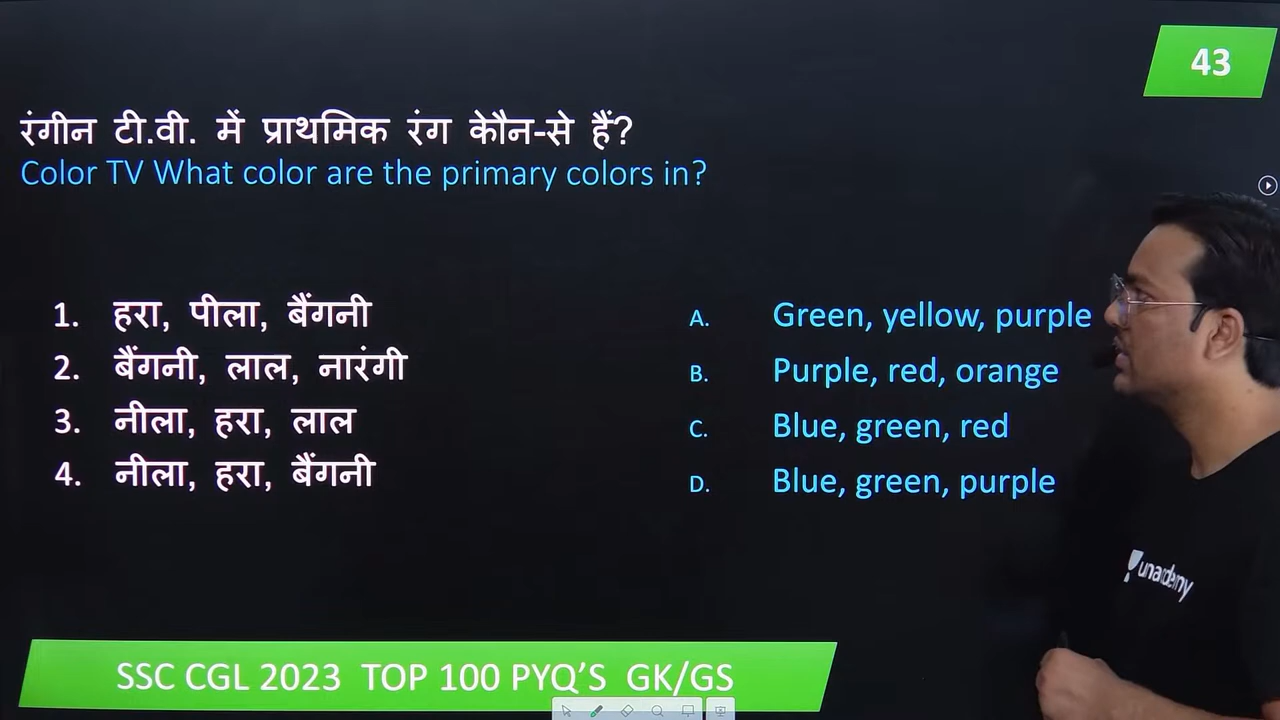 43
रंगीन टी.वी. में प्राथमिक रंग केौन-से हैं?
Color TV What color are the primary colors in?
1. हरा, पीला, बैंगनी
2. बैंगनी, लाल, नारंगी
3. नीला, हरा, लाल
4. नीला, हरा, बैंगनी
A. Green, yellow, purple
B. Purple, red, orange
C. Blue, green, red
D. Blue, green, purple
unacademy
SSC CGL 2023 TOP 100 PYQ’S GK/GS